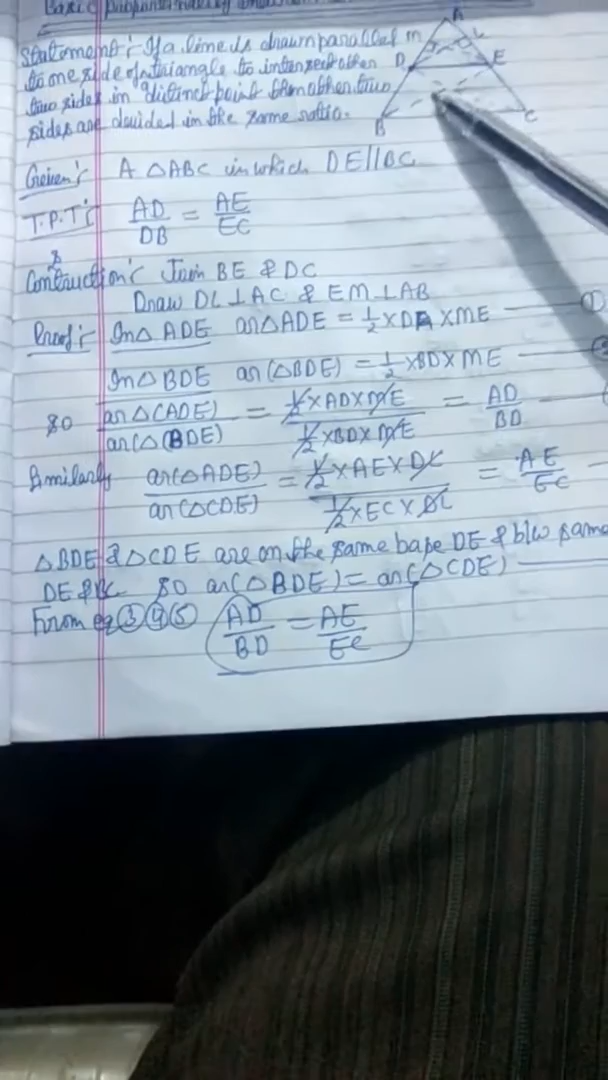 Basic proportionality
Statement :- If a line is drawn parallel
to one side of a triangle to intersect other
two sides in distinct point then other two
sides are devided in the same ratio.
A
M
L
D
E
B
C
Given :- A △ABC in which DE||BC
T.P.T :- AD/DB = AE/EC
Contruction :- Join BE & DC
Draw DL⊥AC & EM⊥AB
Proof :- In△ ADE ar△ADE = 1/2 × DA × ME — ①
In△ BDE ar(△BDE) = 1/2 × BD × ME —
so ar△(ADE)/ar△(BDE) = 1/2 × AD × ME / 1/2 × BD × ME = AD/BD —
Similarly ar(△ADE)/ar(△CDE) = 1/2 × AE × DL / 1/2 × EC × DL = AE/EC —
△BDE & △CDE are on the same base DE & b/w same
DE & BC so ar(△BDE) = ar(△CDE) —
From eq ③ ④ ⑤ AD/BD = AE/EC